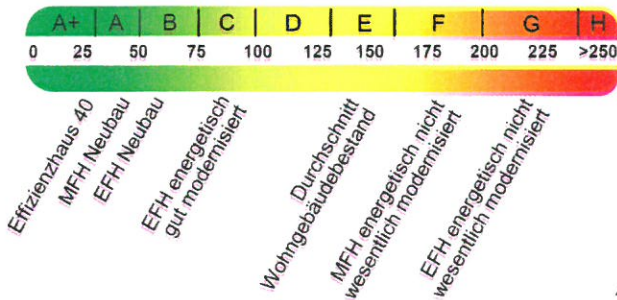 A+ A B C D E F G H
0 25 50 75 100 125 150 175 200 225 >250
Effizienzhaus 40
MFH Neubau
EFH Neubau
EFH energetisch
gut modernisiert
Durchschnitt
Wohngebäudebestand
MFH energetisch nicht
wesentlich modernisiert
EFH energetisch nicht
wesentlich modernisiert